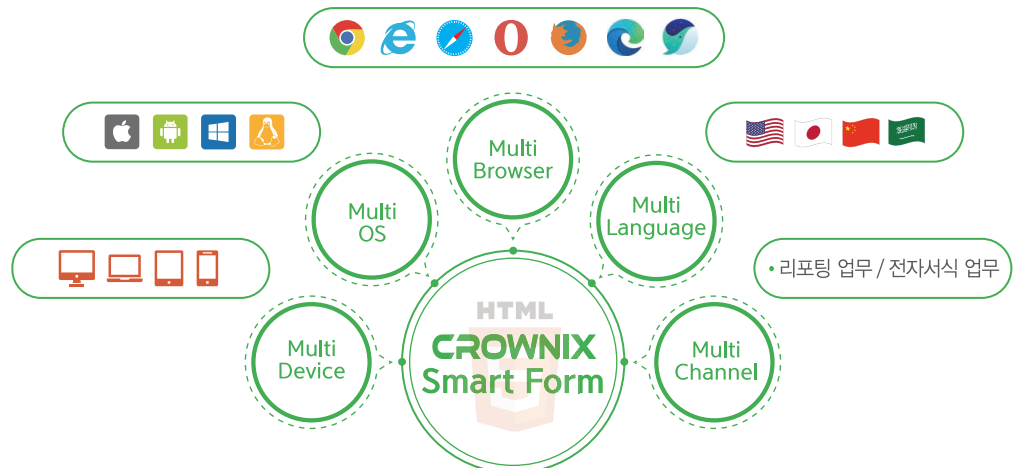 Multi
Browser
Multi
OS
Multi
Language
• 리포팅 업무 / 전자서식 업무
HTML
CROWNIX
Smart Form
Multi
Device
Multi
Channel